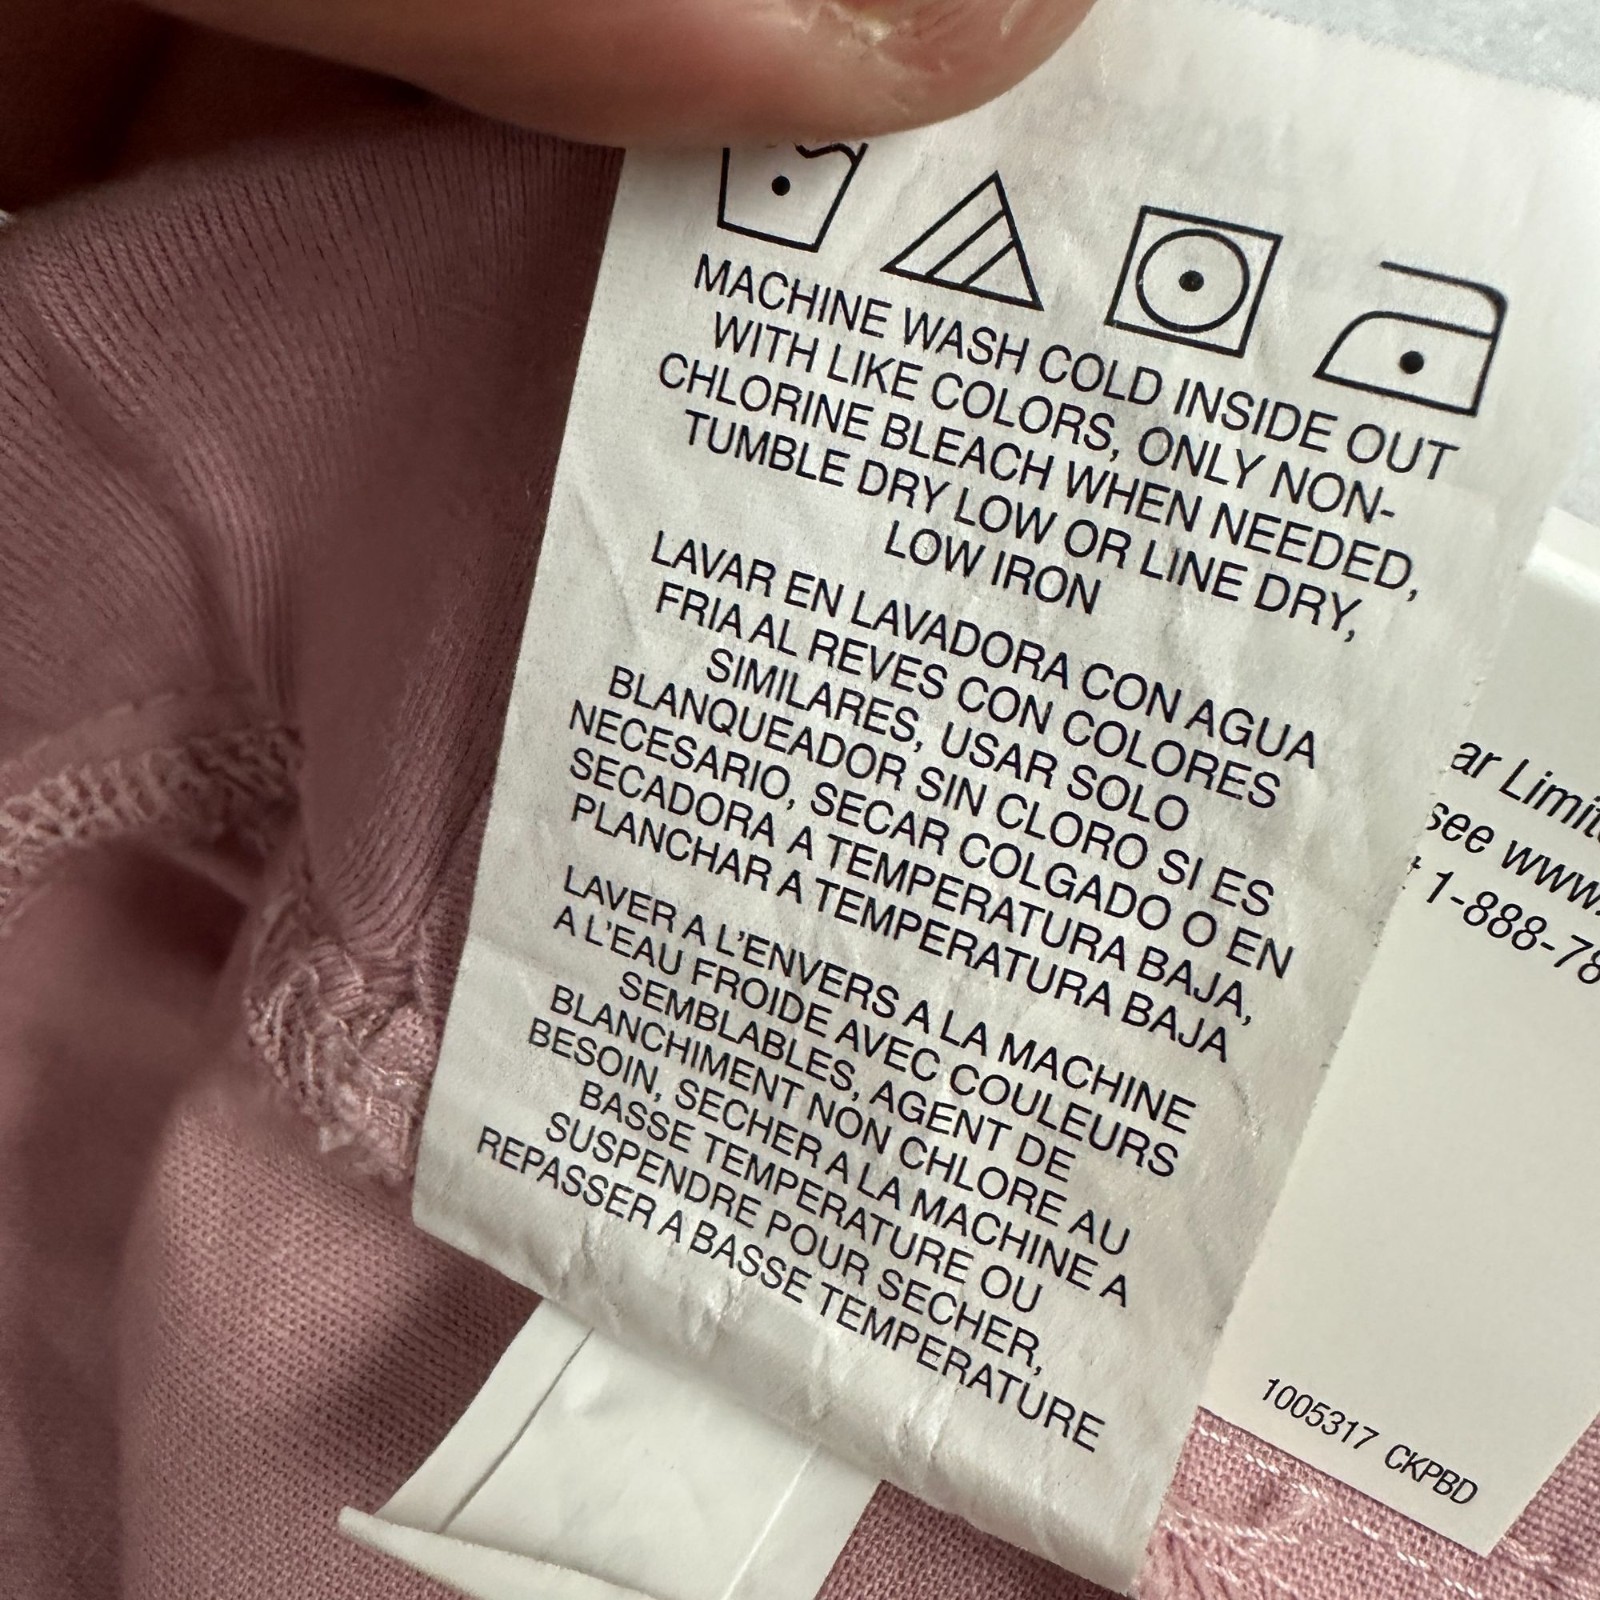 MACHINE WASH COLD INSIDE OUT
WITH LIKE COLORS, ONLY NON-
CHLORINE BLEACH WHEN NEEDED,
TUMBLE DRY LOW OR LINE DRY,
LOW IRON
LAVAR EN LAVADORA CON AGUA
FRIA AL REVES CON COLORES
SIMILARES, USAR SOLO
BLANQUEADOR SIN CLORO SI ES
NECESARIO, SECAR COLGADO O EN
SECADORA A TEMPERATURA BAJA,
PLANCHAR A TEMPERATURA BAJA
LAVER A L'ENVERS A LA MACHINE
A L'EAU FROIDE AVEC COULEURS
SEMBLABLES, AGENT DE
BLANCHIMENT NON CHLORE AU
BESOIN, SECHER A LA MACHINE A
BASSE TEMPERATURE OU
SUSPENDRE POUR SECHER,
REPASSER A BASSE TEMPERATURE
ar Limit
see www.
1-888-78
1005317 CKPBD